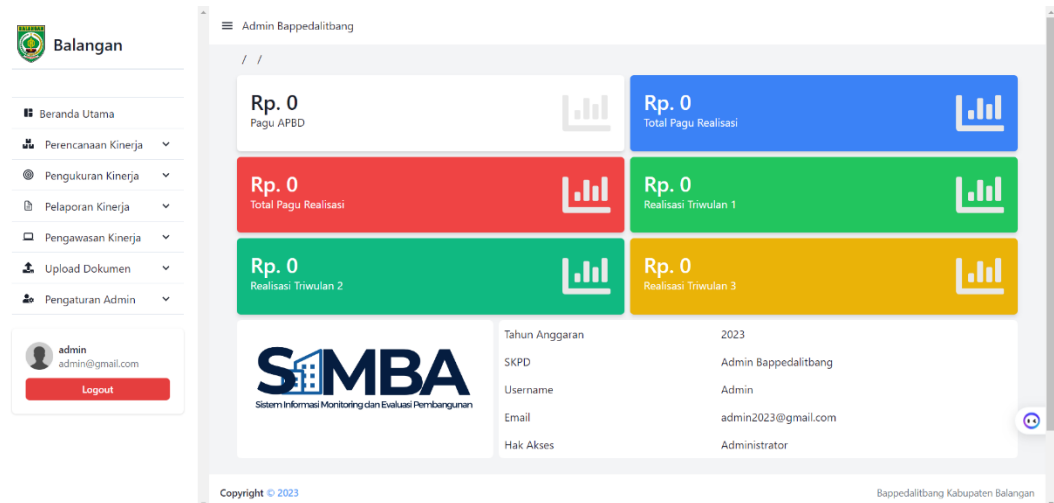 BALANGAN
Balangan
Beranda Utama
Perencanaan Kinerja
Pengukuran Kinerja
Pelaporan Kinerja
Pengawasan Kinerja
Upload Dokumen
Pengaturan Admin
admin
admin@gmail.com
Logout
Admin Bappedalitbang
/ /
Rp. 0
Pagu APBD
Rp. 0
Total Pagu Realisasi
Rp. 0
Total Pagu Realisasi
Rp. 0
Realisasi Triwulan 1
Rp. 0
Realisasi Triwulan 2
Rp. 0
Realisasi Triwulan 3
SIMBA
Sistem Informasi Monitoring dan Evaluasi Pembangunan
Tahun Anggaran 2023
SKPD Admin Bappedalitbang
Username Admin
Email admin2023@gmail.com
Hak Akses Administrator
Copyright © 2023
Bappedalitbang Kabupaten Balangan